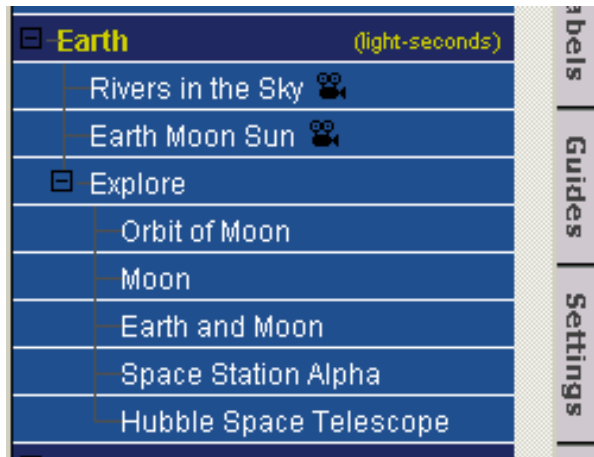 Earth (light-seconds)
Rivers in the Sky
Earth Moon Sun
Explore
Orbit of Moon
Moon
Earth and Moon
Space Station Alpha
Hubble Space Telescope
abels
Guides
Settings